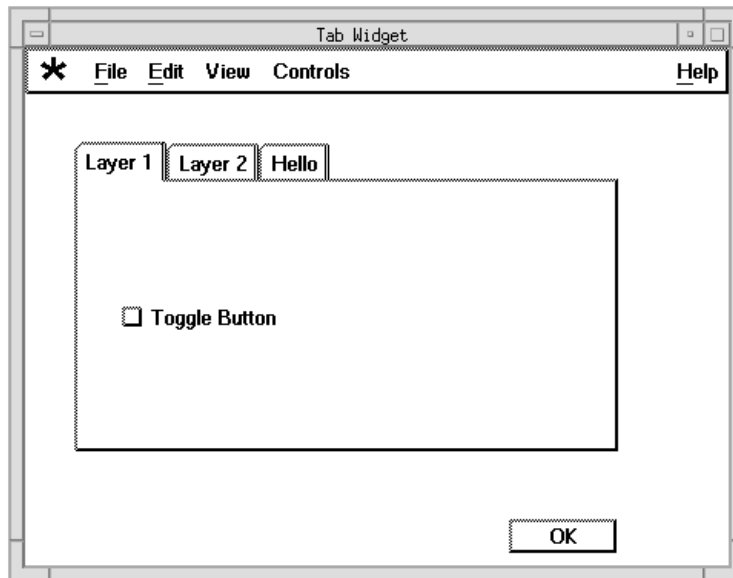 Tab Widget
* File Edit View Controls Help
Layer 1 Layer 2 Hello
Toggle Button
OK